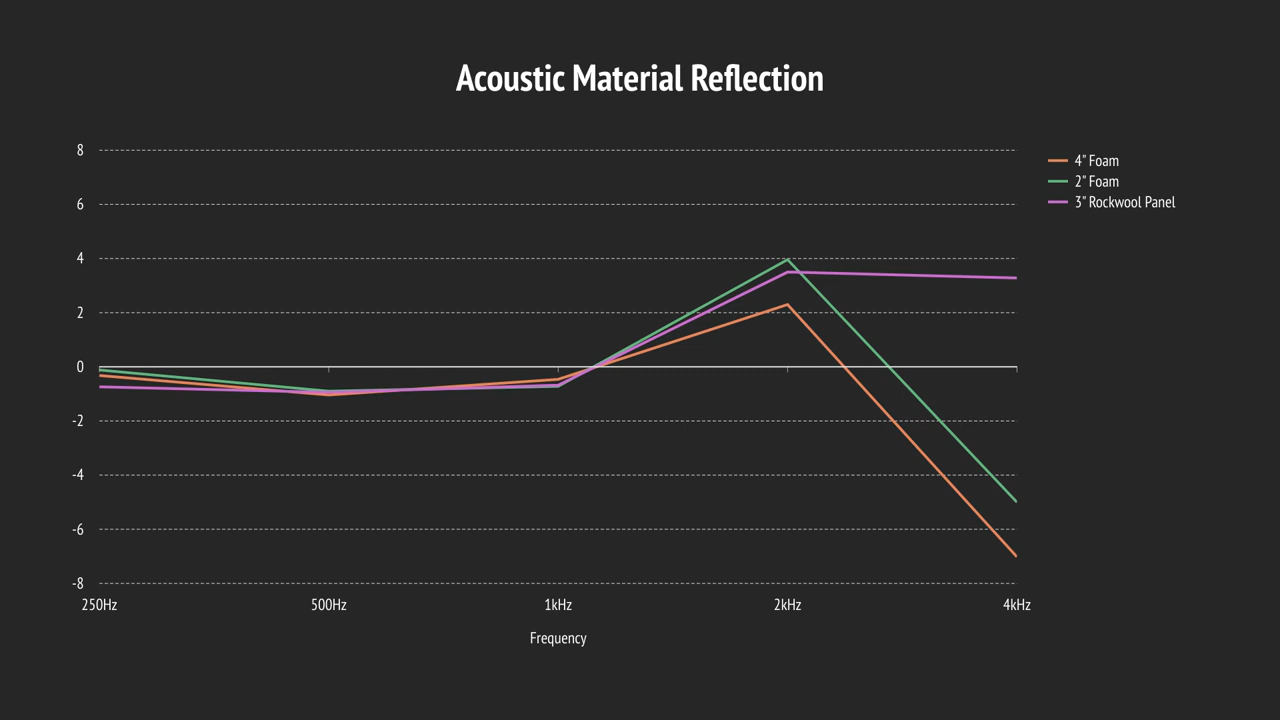 Acoustic Material Reflection
8
6
4
2
0
-2
-4
-6
-8
250Hz 500Hz 1kHz 2kHz 4kHz
Frequency
4" Foam
2" Foam
3" Rockwool Panel